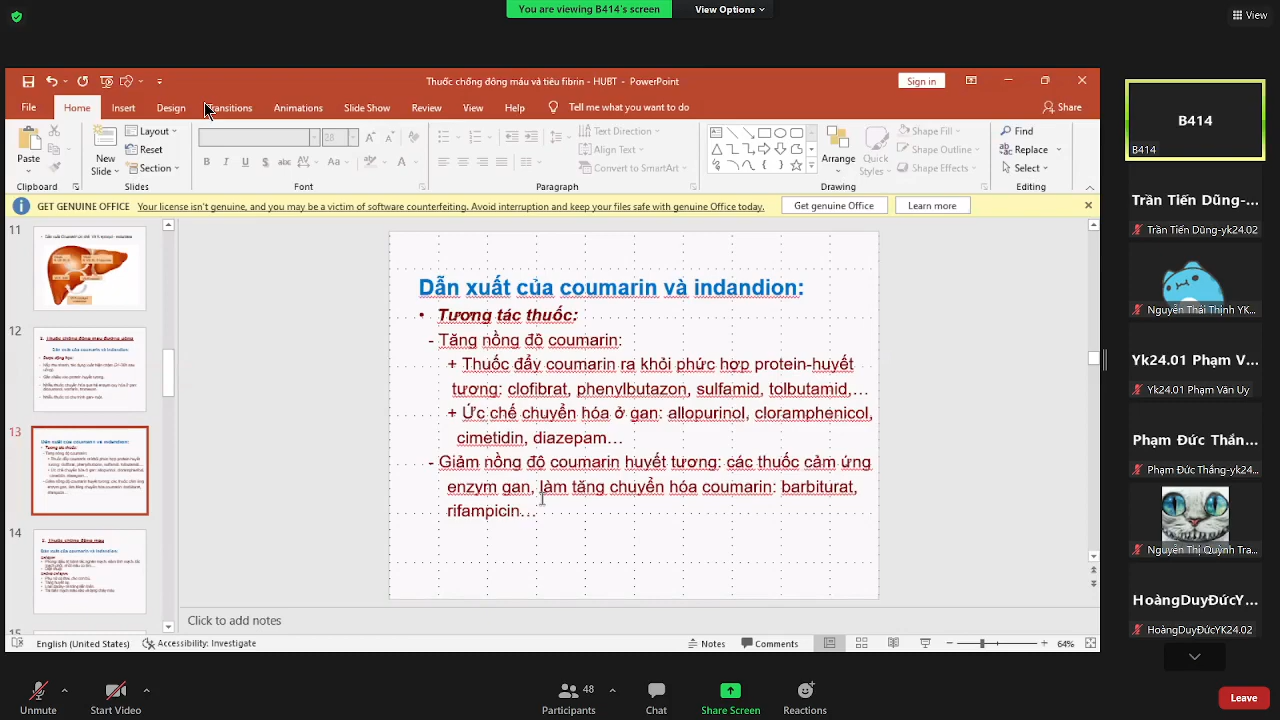 You are viewing B414's screen
View Options
View
Thuốc chống đông máu và tiêu fibrin - HUBT - PowerPoint
Sign in
File Home Insert Design Transitions Animations Slide Show Review View Help Tell me what you want to do Share
Paste
New
Slide
Layout
Reset
Section
28
Text Direction
Align Text
Convert to SmartArt
Arrange
Quick
Styles
Shape Fill
Shape Outline
Shape Effects
Find
Replace
Select
Clipboard Slides Font Paragraph Drawing Editing
GET GENUINE OFFICE Your license isn't genuine, and you may be a victim of software counterfeiting. Avoid interruption and keep your files safe with genuine Office today. Get genuine Office Learn more
11
12
13
14
15
Dẫn xuất của coumarin và indandion:
• Tương tác thuốc:
- Tăng nồng độ coumarin:
+ Thuốc đẩy coumarin ra khỏi phức hợp protein-huyết
tương: clofibrat, phenylbutazon, sulfamid, tolbutamid,…
+ Ức chế chuyển hóa ở gan: allopurinol, cloramphenicol,
cimetidin, diazepam…
- Giảm nồng độ coumarin huyết tương: các thuốc cảm ứng
enzym gan, làm tăng chuyển hóa coumarin: barbiturat,
rifampicin…
Click to add notes
English (United States) Accessibility: Investigate Notes Comments 64%
B414
B414
Trần Tiến Dũng-...
Trần Tiến Dũng-yk24.02
Nguyễn Thị Thịnh YK...
Yk24.01 Phạm V...
Yk24.01 Phạm Văn Uy
Phạm Đức Thắn...
Phạm Đức Thắng-yk24...
Nguyễn Thị Quỳnh Tra...
HoàngDuyĐứcY...
HoàngDuyĐứcYK24.02
Unmute Start Video Participants 48 Chat Share Screen Reactions Leave